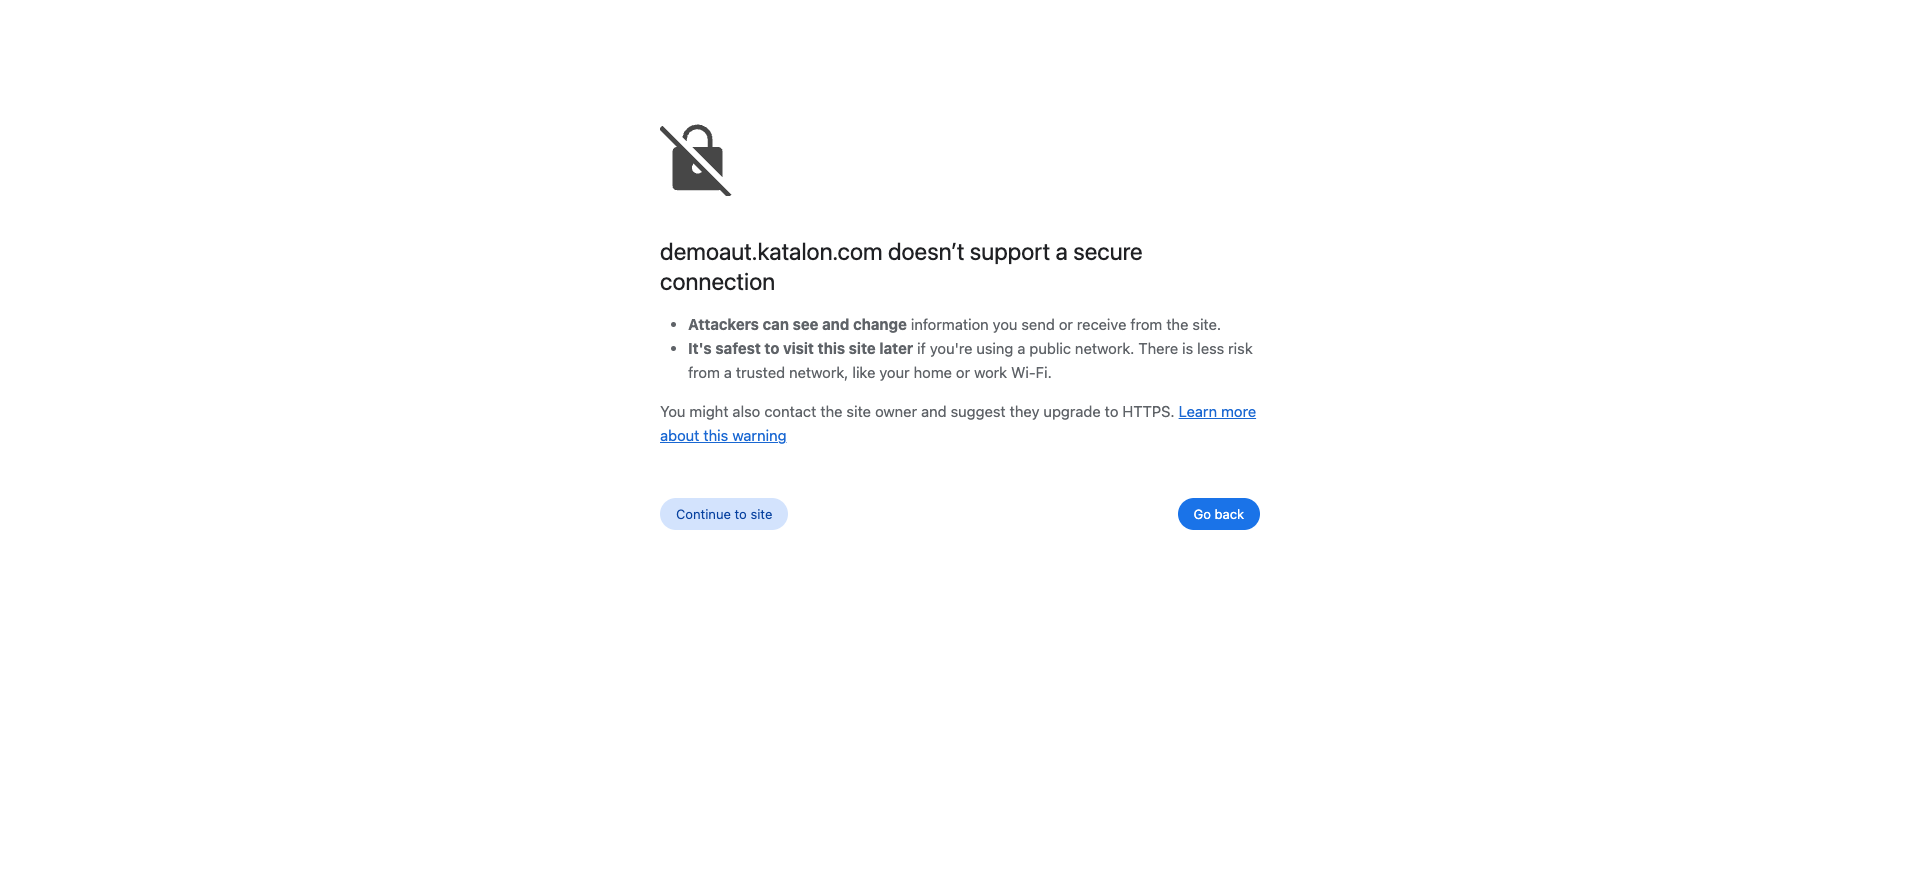 demoaut.katalon.com doesn’t support a secure
connection
• Attackers can see and change information you send or receive from the site.
• It's safest to visit this site later if you're using a public network. There is less risk
from a trusted network, like your home or work Wi-Fi.
You might also contact the site owner and suggest they upgrade to HTTPS. Learn more
about this warning
Continue to site
Go back